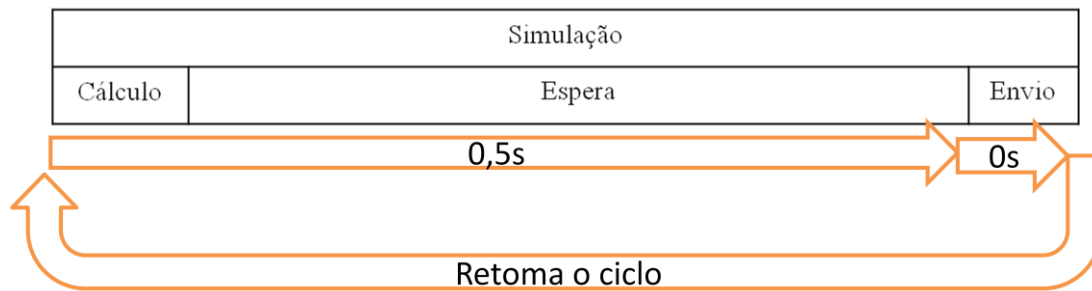 Simulação
Cálculo Espera Envio
0,5s 0s
Retoma o ciclo